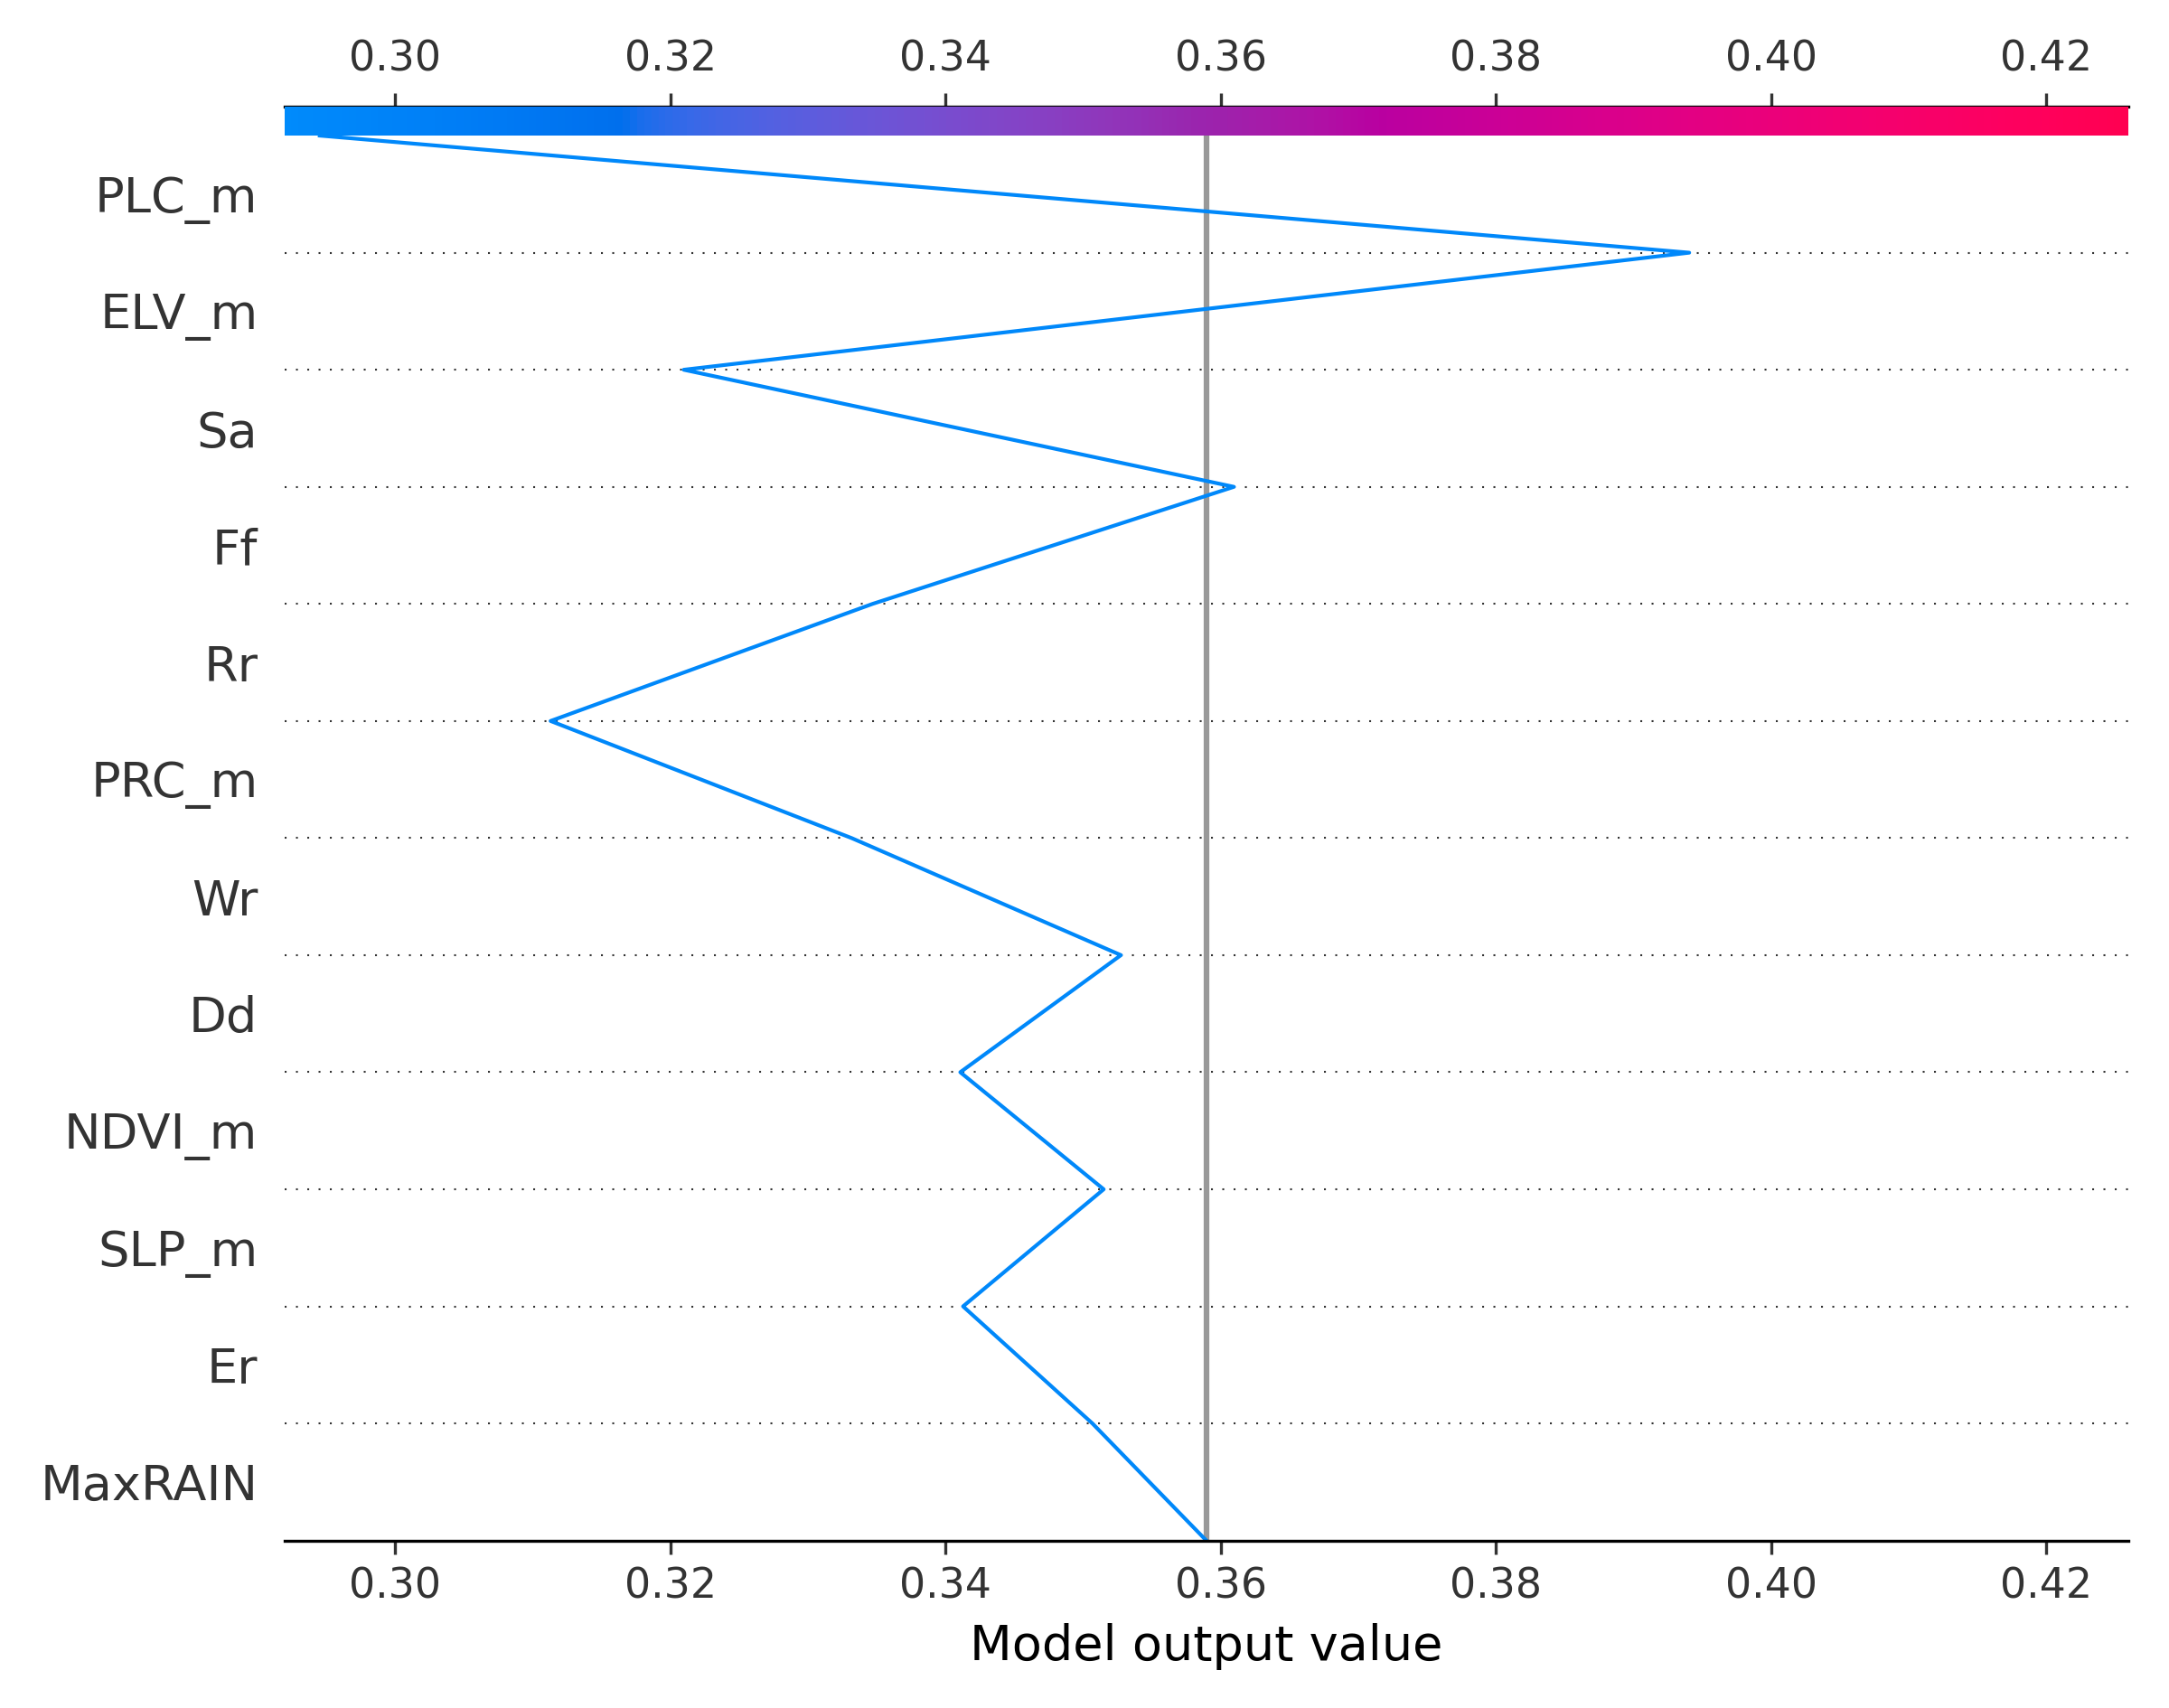 0.30 0.32 0.34 0.36 0.38 0.40 0.42
PLC_m
ELV_m
Sa
Ff
Rr
PRC_m
Wr
Dd
NDVI_m
SLP_m
Er
MaxRAIN
0.30 0.32 0.34 0.36 0.38 0.40 0.42
Model output value